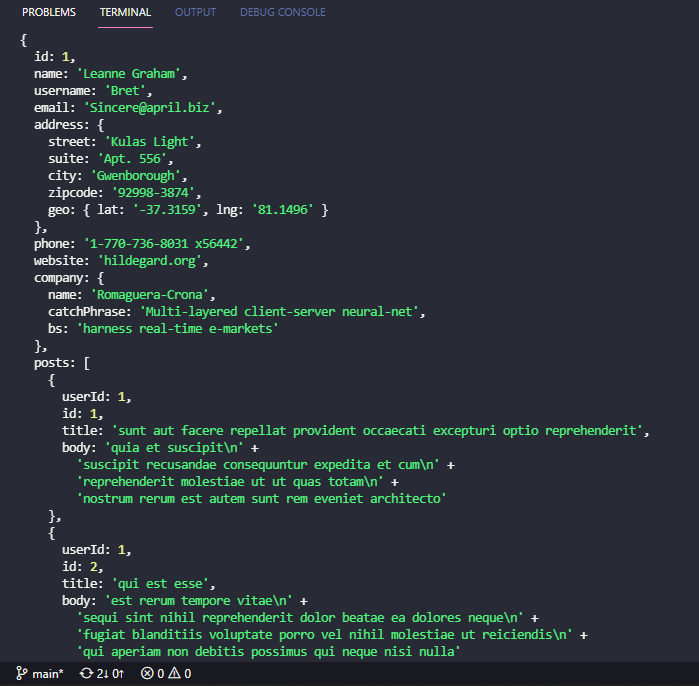 PROBLEMS TERMINAL OUTPUT DEBUG CONSOLE
{
id: 1,
name: 'Leanne Graham',
username: 'Bret',
email: 'Sincere@april.biz',
address: {
street: 'Kulas Light',
suite: 'Apt. 556',
city: 'Gwenborough',
zipcode: '92998-3874',
geo: { lat: '-37.3159', lng: '81.1496' }
},
phone: '1-770-736-8031 x56442',
website: 'hildegard.org',
company: {
name: 'Romaguera-Crona',
catchPhrase: 'Multi-layered client-server neural-net',
bs: 'harness real-time e-markets'
},
posts: [
{
userId: 1,
id: 1,
title: 'sunt aut facere repellat provident occaecati excepturi optio reprehenderit',
body: 'quia et suscipit\n' +
'suscipit recusandae consequuntur expedita et cum\n' +
'reprehenderit molestiae ut ut quas totam\n' +
'nostrum rerum est autem sunt rem eveniet architecto'
},
{
userId: 1,
id: 2,
title: 'qui est esse',
body: 'est rerum tempore vitae\n' +
'sequi sint nihil reprehenderit dolor beatae ea dolores neque\n' +
'fugiat blanditiis voluptate porro vel nihil molestiae ut reiciendis\n' +
'qui aperiam non debitis possimus qui neque nisi nulla'
main* 2↓ 0↑ 0 0